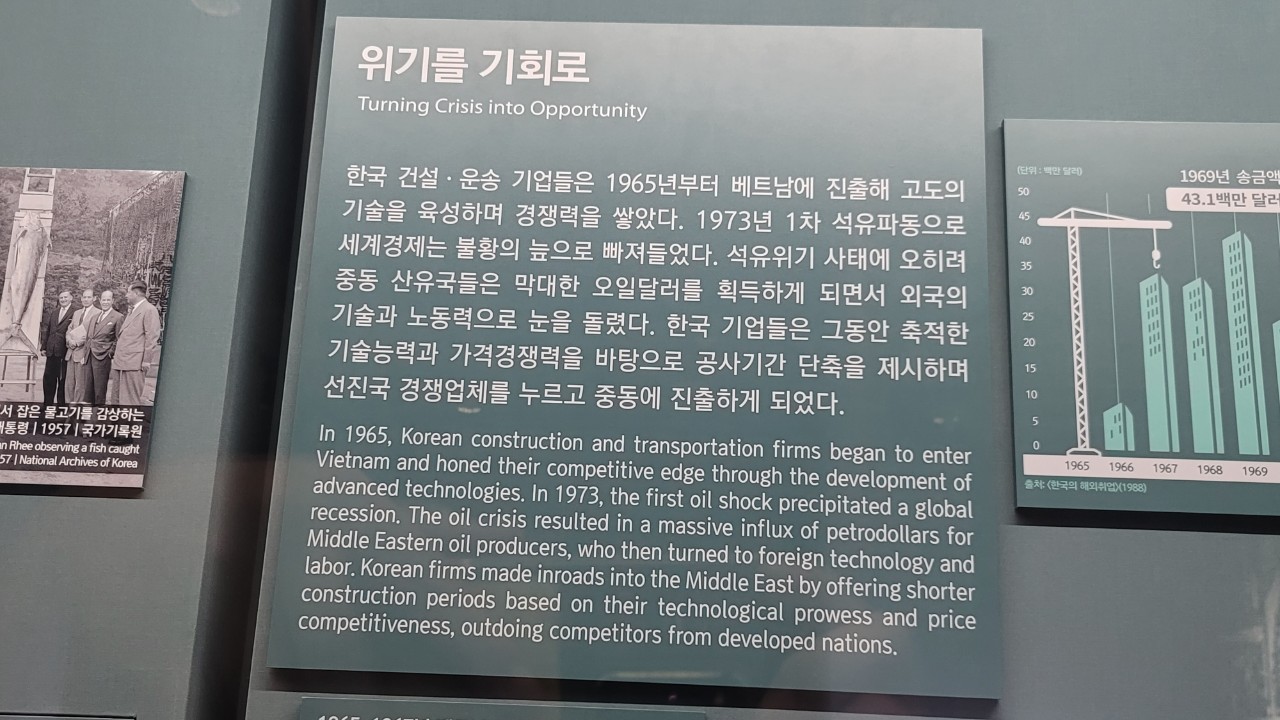 위기를 기회로
Turning Crisis into Opportunity
한국 건설 · 운송 기업들은 1965년부터 베트남에 진출해 고도의
기술을 육성하며 경쟁력을 쌓았다. 1973년 1차 석유파동으로
세계경제는 불황의 늪으로 빠져들었다. 석유위기 사태에 오히려
중동 산유국들은 막대한 오일달러를 획득하게 되면서 외국의
기술과 노동력으로 눈을 돌렸다. 한국 기업들은 그동안 축적한
기술능력과 가격경쟁력을 바탕으로 공사기간 단축을 제시하며
선진국 경쟁업체를 누르고 중동에 진출하게 되었다.
In 1965, Korean construction and transportation firms began to enter
Vietnam and honed their competitive edge through the development of
advanced technologies. In 1973, the first oil shock precipitated a global
recession. The oil crisis resulted in a massive influx of petrodollars for
Middle Eastern oil producers, who then turned to foreign technology and
labor. Korean firms made inroads into the Middle East by offering shorter
construction periods based on their technological prowess and price
competitiveness, outdoing competitors from developed nations.
서 잡은 물고기를 감상하는
대통령 | 1957 | 국가기록원
an Rhee observing a fish caught
57 | National Archives of Korea
(단위 : 백만 달러)
1969년 송금액
43.1백만 달러
50
45
40
35
30
25
20
15
10
5
0
1965 1966 1967 1968 1969
출처: 〈한국의 해외취업〉(1988)